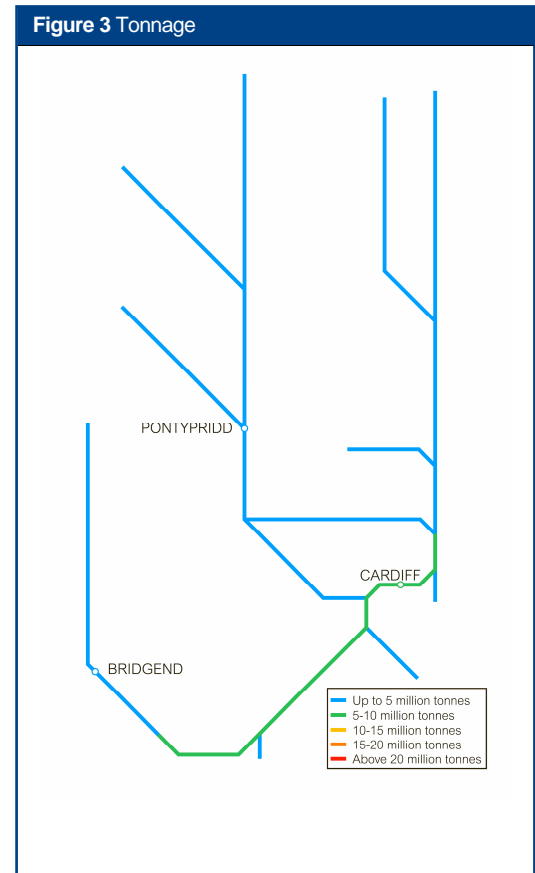 Figure 3 Tonnage
PONTYPRIDD
CARDIFF
BRIDGEND
Up to 5 million tonnes
5-10 million tonnes
10-15 million tonnes
15-20 million tonnes
Above 20 million tonnes